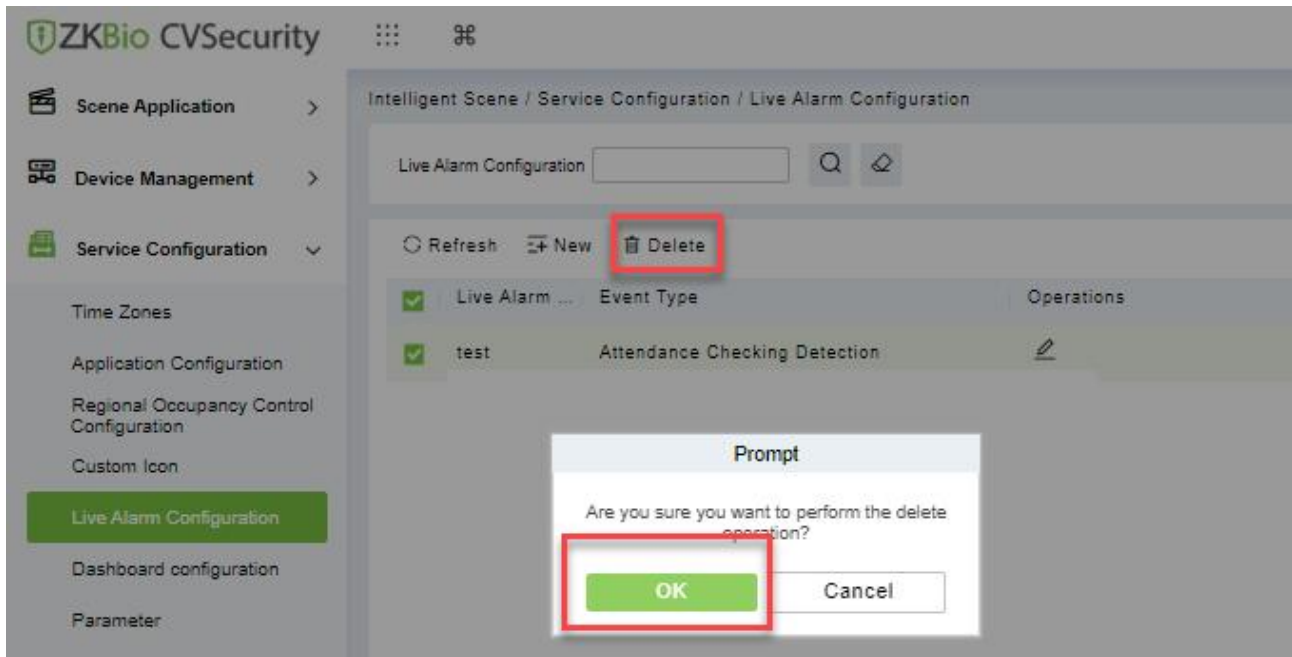 ZKBio CVSecurity
Scene Application
Device Management
Service Configuration
Time Zones
Application Configuration
Regional Occupancy Control
Configuration
Custom Icon
Live Alarm Configuration
Dashboard configuration
Parameter
Intelligent Scene / Service Configuration / Live Alarm Configuration
Live Alarm Configuration
Refresh New Delete
Live Alarm ... Event Type Operations
test Attendance Checking Detection
Prompt
Are you sure you want to perform the delete
operation?
OK Cancel